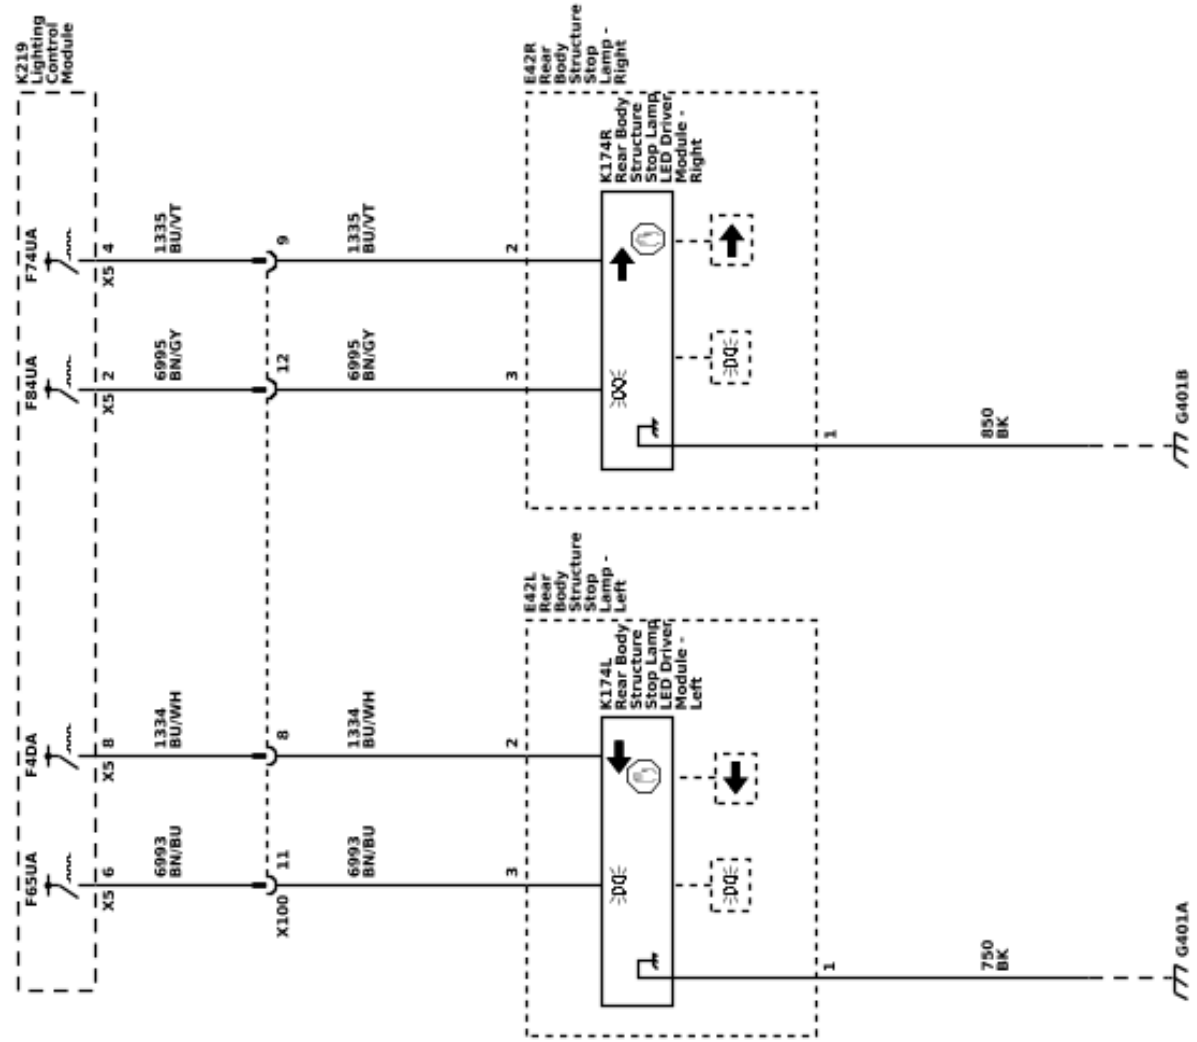 K219
Lighting
Control
Module
F65UA
F4DA
F84UA
F74UA
X5
6
X5
8
X5
2
X5
4
6993
BN/BU
1334
BU/WH
6995
BN/GY
1335
BU/VT
X100
11
8
12
9
6993
BN/BU
1334
BU/WH
6995
BN/GY
1335
BU/VT
3
2
3
2
E42L
Rear
Body
Structure
Stop
Lamp -
Left
E42R
Rear
Body
Structure
Stop
Lamp -
Right
K174L
Rear Body
Structure
Stop Lamp
LED Driver
Module -
Left
K174R
Rear Body
Structure
Stop Lamp
LED Driver
Module -
Right
1
1
750
BK
850
BK
G401A
G401B